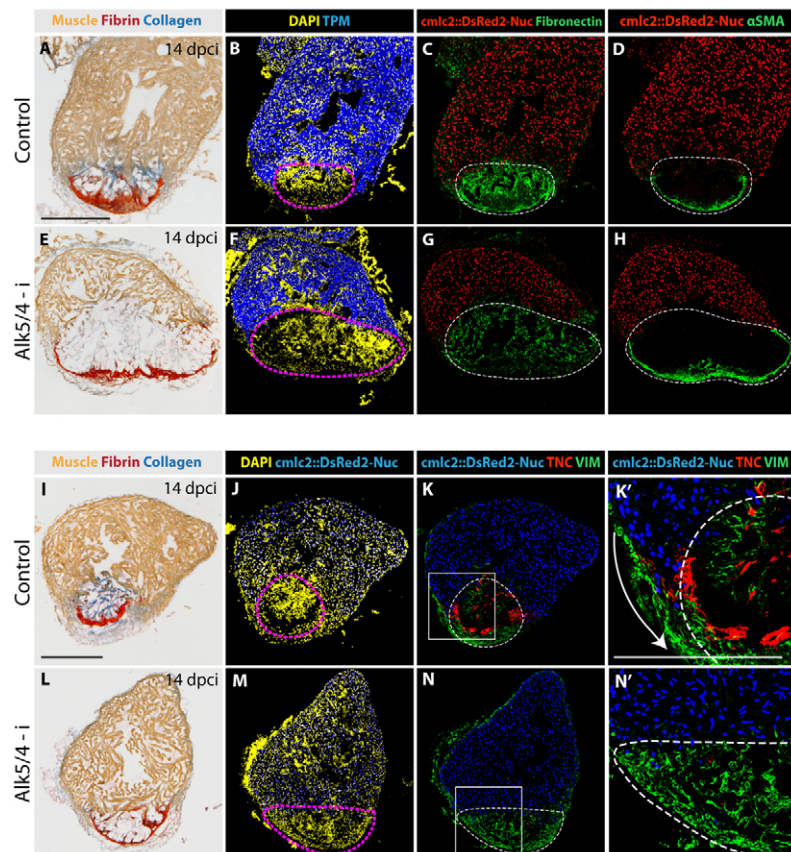 Muscle Fibrin Collagen DAPI TPM cmlc2::DsRed2-Nuc Fibronectin cmlc2::DsRed2-Nuc αSMA
Control
A 14 dpci B C D
Alk5/4 - i
E 14 dpci F G H
Muscle Fibrin Collagen DAPI cmlc2::DsRed2-Nuc cmlc2::DsRed2-Nuc TNC VIM cmlc2::DsRed2-Nuc TNC VIM
Control
I 14 dpci J K K'
Alk5/4 - i
L 14 dpci M N N'